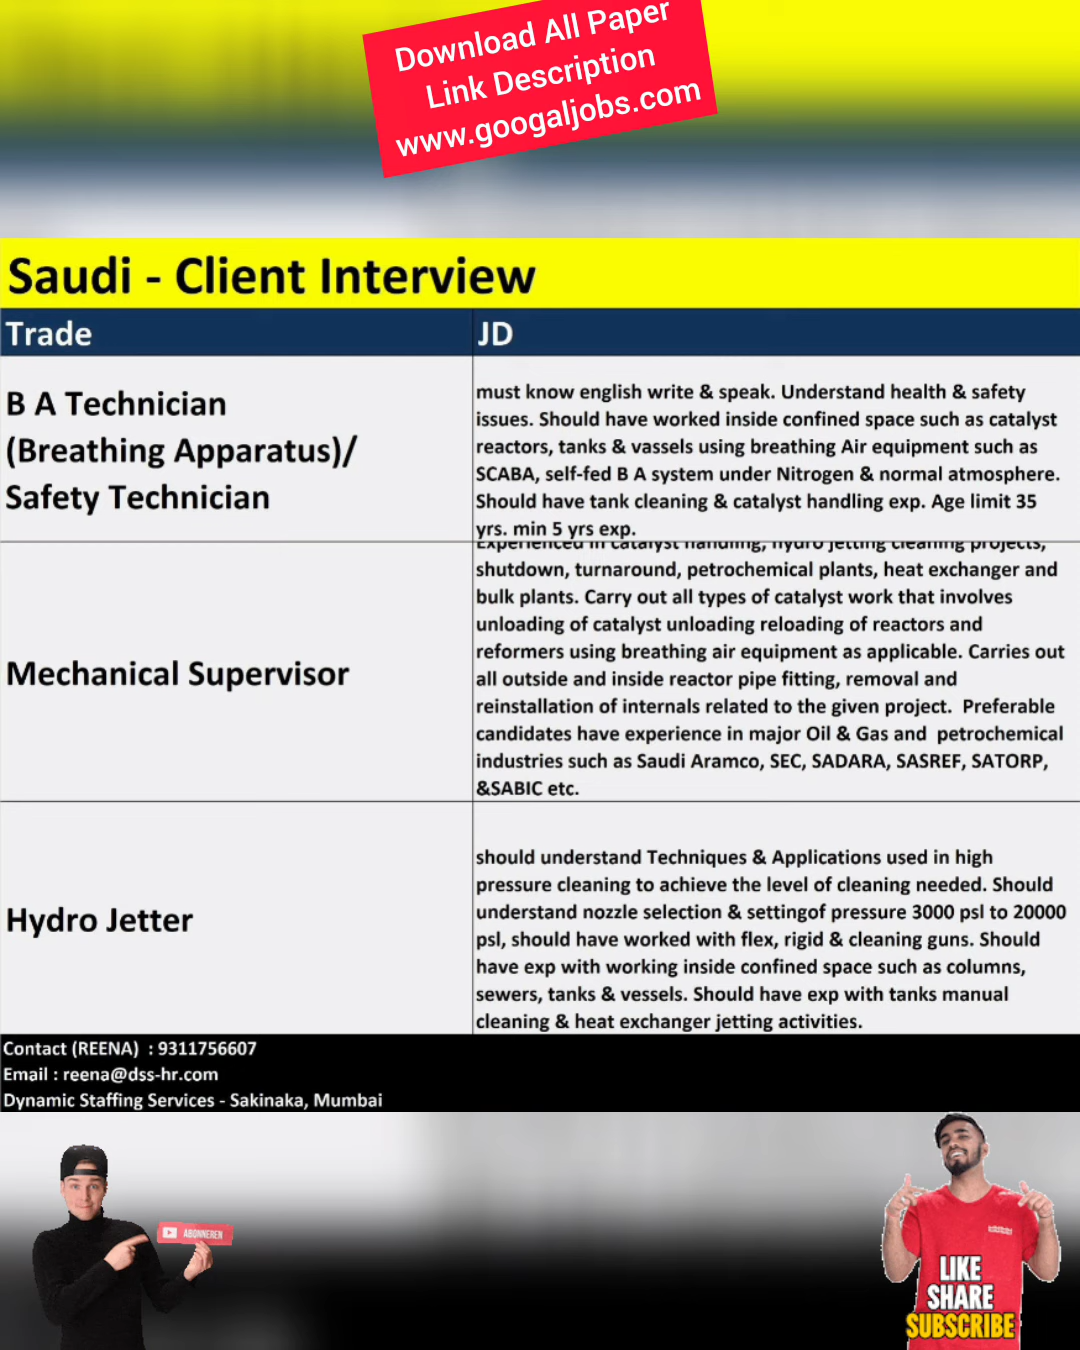 Download All Paper
Link Description
www.googaljobs.com
Saudi - Client Interview
Trade
JD
B A Technician
(Breathing Apparatus)/
Safety Technician
must know english write & speak. Understand health & safety
issues. Should have worked inside confined space such as catalyst
reactors, tanks & vassels using breathing Air equipment such as
SCABA, self-fed B A system under Nitrogen & normal atmosphere.
Should have tank cleaning & catalyst handling exp. Age limit 35
yrs. min 5 yrs exp.
Mechanical Supervisor
Experienced in catalyst handling, hydro jetting cleaning projects,
shutdown, turnaround, petrochemical plants, heat exchanger and
bulk plants. Carry out all types of catalyst work that involves
unloading of catalyst unloading reloading of reactors and
reformers using breathing air equipment as applicable. Carries out
all outside and inside reactor pipe fitting, removal and
reinstallation of internals related to the given project.  Preferable
candidates have experience in major Oil & Gas and  petrochemical
industries such as Saudi Aramco, SEC, SADARA, SASREF, SATORP,
&SABIC etc.
Hydro Jetter
should understand Techniques & Applications used in high
pressure cleaning to achieve the level of cleaning needed. Should
understand nozzle selection & settingof pressure 3000 psl to 20000
psl, should have worked with flex, rigid & cleaning guns. Should
have exp with working inside confined space such as columns,
sewers, tanks & vessels. Should have exp with tanks manual
cleaning & heat exchanger jetting activities.
Contact (REENA)  : 9311756607
Email : reena@dss-hr.com
Dynamic Staffing Services - Sakinaka, Mumbai
ABONNEREN
LIKE
SHARE
SUBSCRIBE